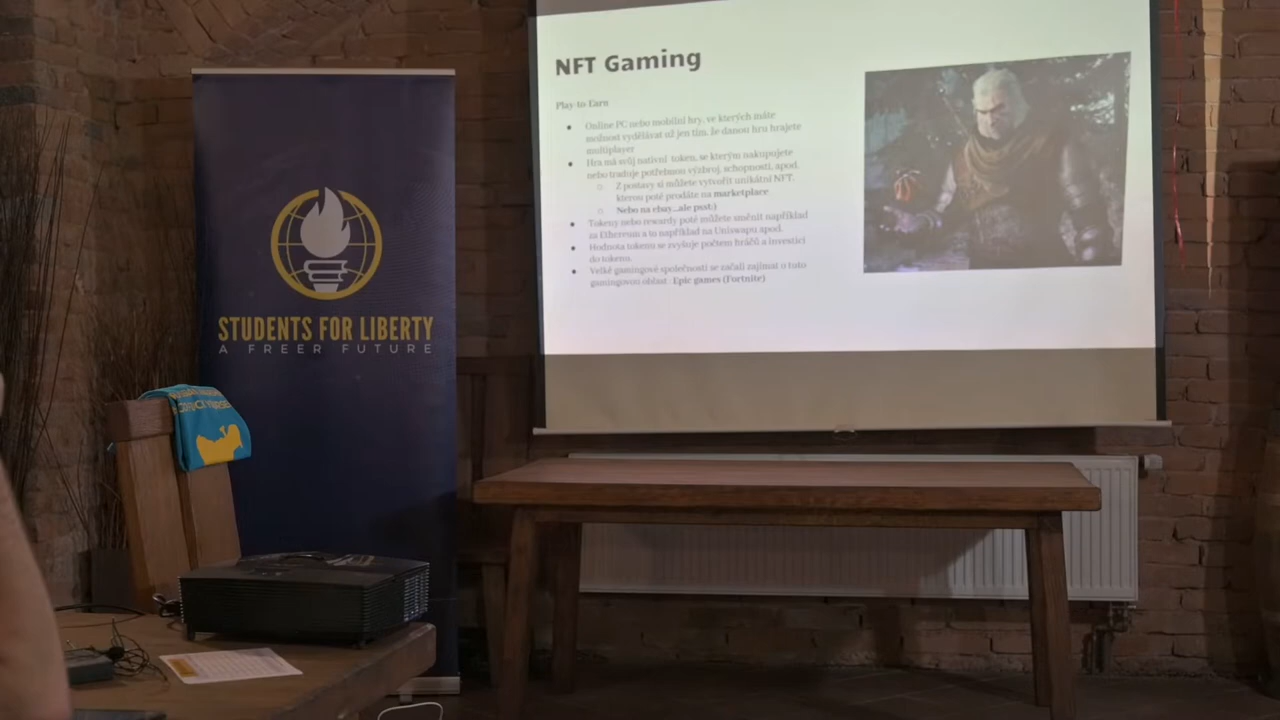 NFT Gaming
Play-to-Earn
● Online PC nebo mobilní hry, ve kterých máte
možnost vydělávat už jen tím, že danou hru hrajete
multiplayer
● Hra má svůj nativní token, se kterým nakupujete
nebo traduje potřebnou výzbroj, schopnosti, apod.
○ Z postavy si můžete vytvořit unikátní NFT,
kterou poté prodáte na marketplace
○ Nebo na ebay...ale psst:)
● Tokeny nebo rewardy poté můžete směnit například
za Ethereum a to například na Uniswapu apod.
● Hodnota tokenu se zvyšuje počtem hráčů a investicí
do tokenu.
● Velké gamingové společnosti se začali zajímat o tuto
gamingovou oblast: Epic games (Fortnite)
STUDENTS FOR LIBERTY
A FREER FUTURE